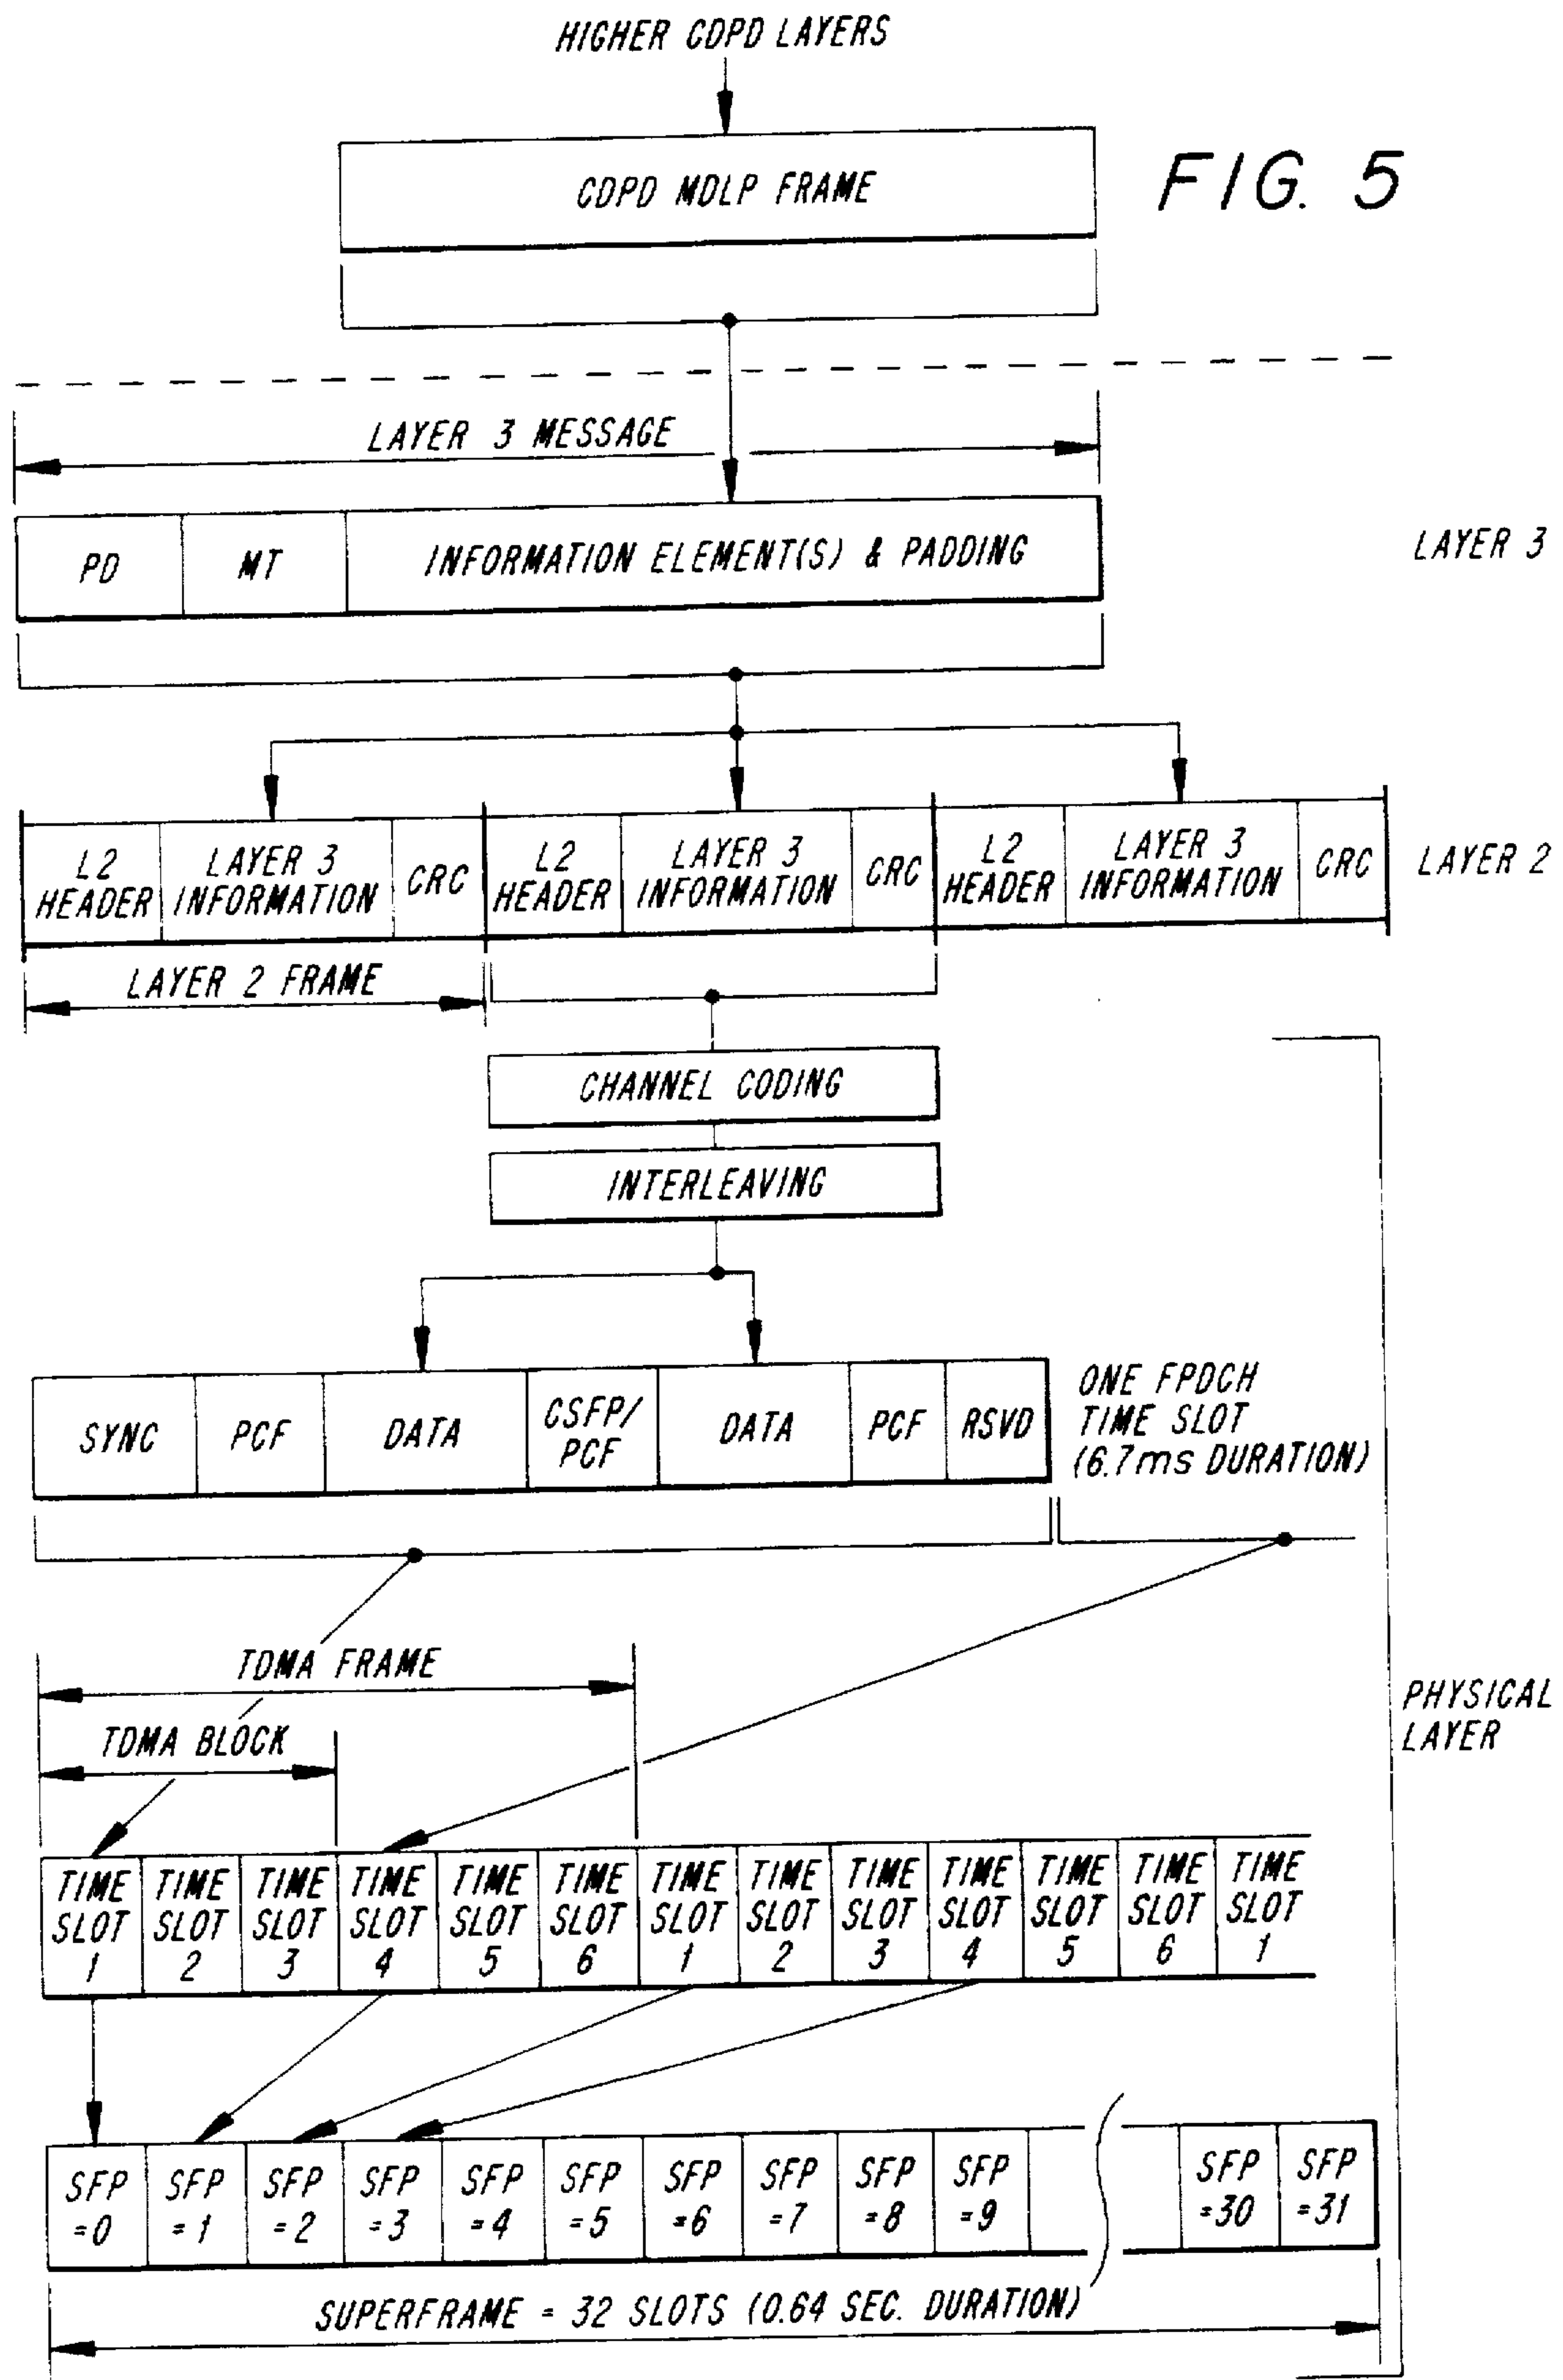 HIGHER CDPD LAYERS
CDPD MDLP FRAME
FIG. 5
LAYER 3 MESSAGE
PD
MT
INFORMATION ELEMENT(S) & PADDING
LAYER 3
L2
HEADER
LAYER 3
INFORMATION
CRC
L2
HEADER
LAYER 3
INFORMATION
CRC
L2
HEADER
LAYER 3
INFORMATION
CRC
LAYER 2
LAYER 2 FRAME
CHANNEL CODING
INTERLEAVING
SYNC
PCF
DATA
CSFP/
PCF
DATA
PCF
RSVD
ONE FPDCH
TIME SLOT
(6.7ms DURATION)
TDMA FRAME
TDMA BLOCK
PHYSICAL
LAYER
TIME
SLOT
1
TIME
SLOT
2
TIME
SLOT
3
TIME
SLOT
4
TIME
SLOT
5
TIME
SLOT
6
TIME
SLOT
1
TIME
SLOT
2
TIME
SLOT
3
TIME
SLOT
4
TIME
SLOT
5
TIME
SLOT
6
TIME
SLOT
1
SFP
=0
SFP
=1
SFP
=2
SFP
=3
SFP
=4
SFP
=5
SFP
=6
SFP
=7
SFP
=8
SFP
=9
SFP
=30
SFP
=31
SUPERFRAME = 32 SLOTS (0.64 SEC. DURATION)